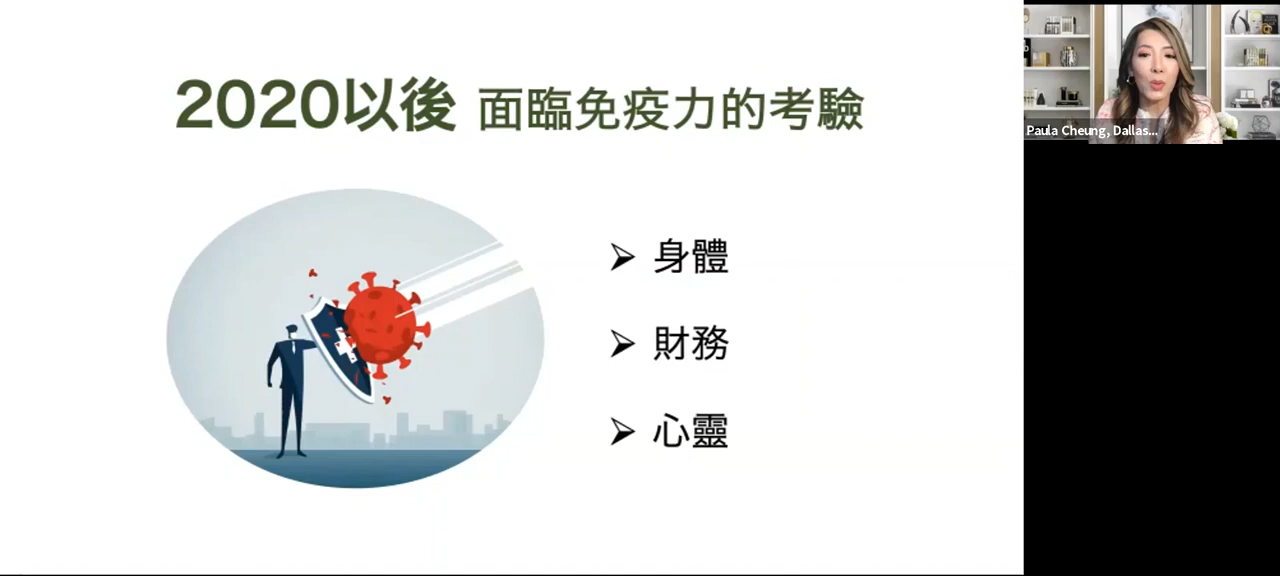 2020以後 面臨免疫力的考驗
➢ 身體
➢ 財務
➢ 心靈
Paula Cheung, Dallas...